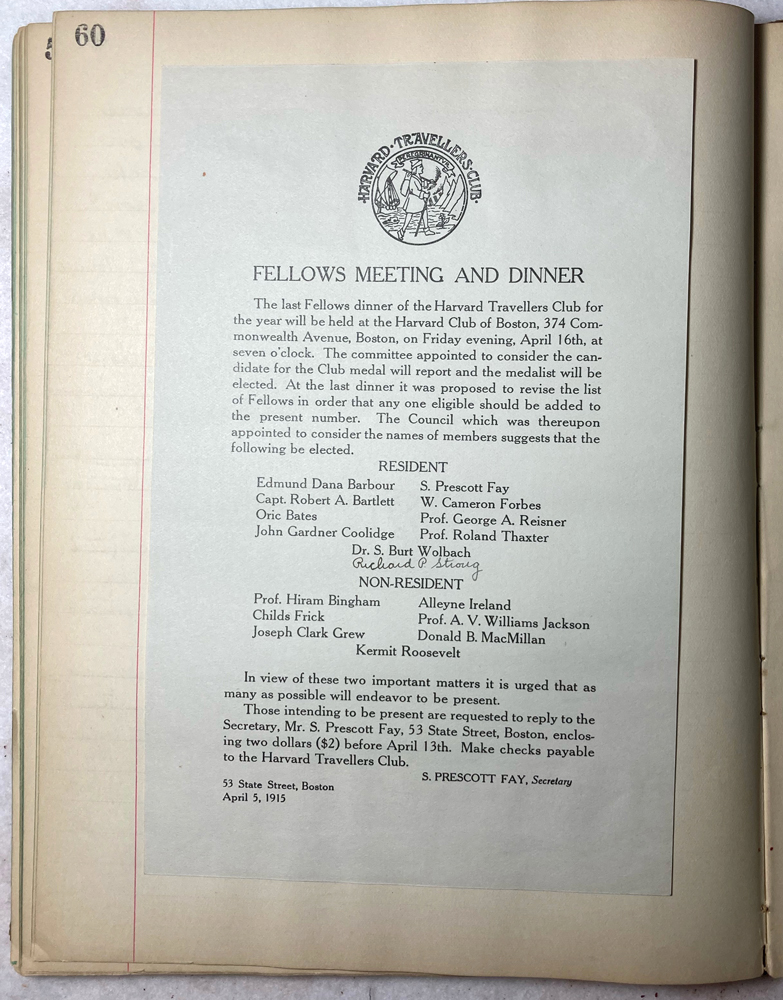 60
HARVARD·TRAVELLERS·CLUB·
FELLOWS MEETING AND DINNER
The last Fellows dinner of the Harvard Travellers Club for
the year will be held at the Harvard Club of Boston, 374 Com-
monwealth Avenue, Boston, on Friday evening, April 16th, at
seven o'clock. The committee appointed to consider the can-
didate for the Club medal will report and the medalist will be
elected. At the last dinner it was proposed to revise the list
of Fellows in order that any one eligible should be added to
the present number. The Council which was thereupon
appointed to consider the names of members suggests that the
following be elected.
RESIDENT
Edmund Dana Barbour S. Prescott Fay
Capt. Robert A. Bartlett W. Cameron Forbes
Oric Bates Prof. George A. Reisner
John Gardner Coolidge Prof. Roland Thaxter
Dr. S. Burt Wolbach
Richard P Strong
NON-RESIDENT
Prof. Hiram Bingham Alleyne Ireland
Childs Frick Prof. A. V. Williams Jackson
Joseph Clark Grew Donald B. MacMillan
Kermit Roosevelt
In view of these two important matters it is urged that as
many as possible will endeavor to be present.
Those intending to be present are requested to reply to the
Secretary, Mr. S. Prescott Fay, 53 State Street, Boston, enclos-
ing two dollars ($2) before April 13th. Make checks payable
to the Harvard Travellers Club.
S. PRESCOTT FAY, Secretary
53 State Street, Boston
April 5, 1915